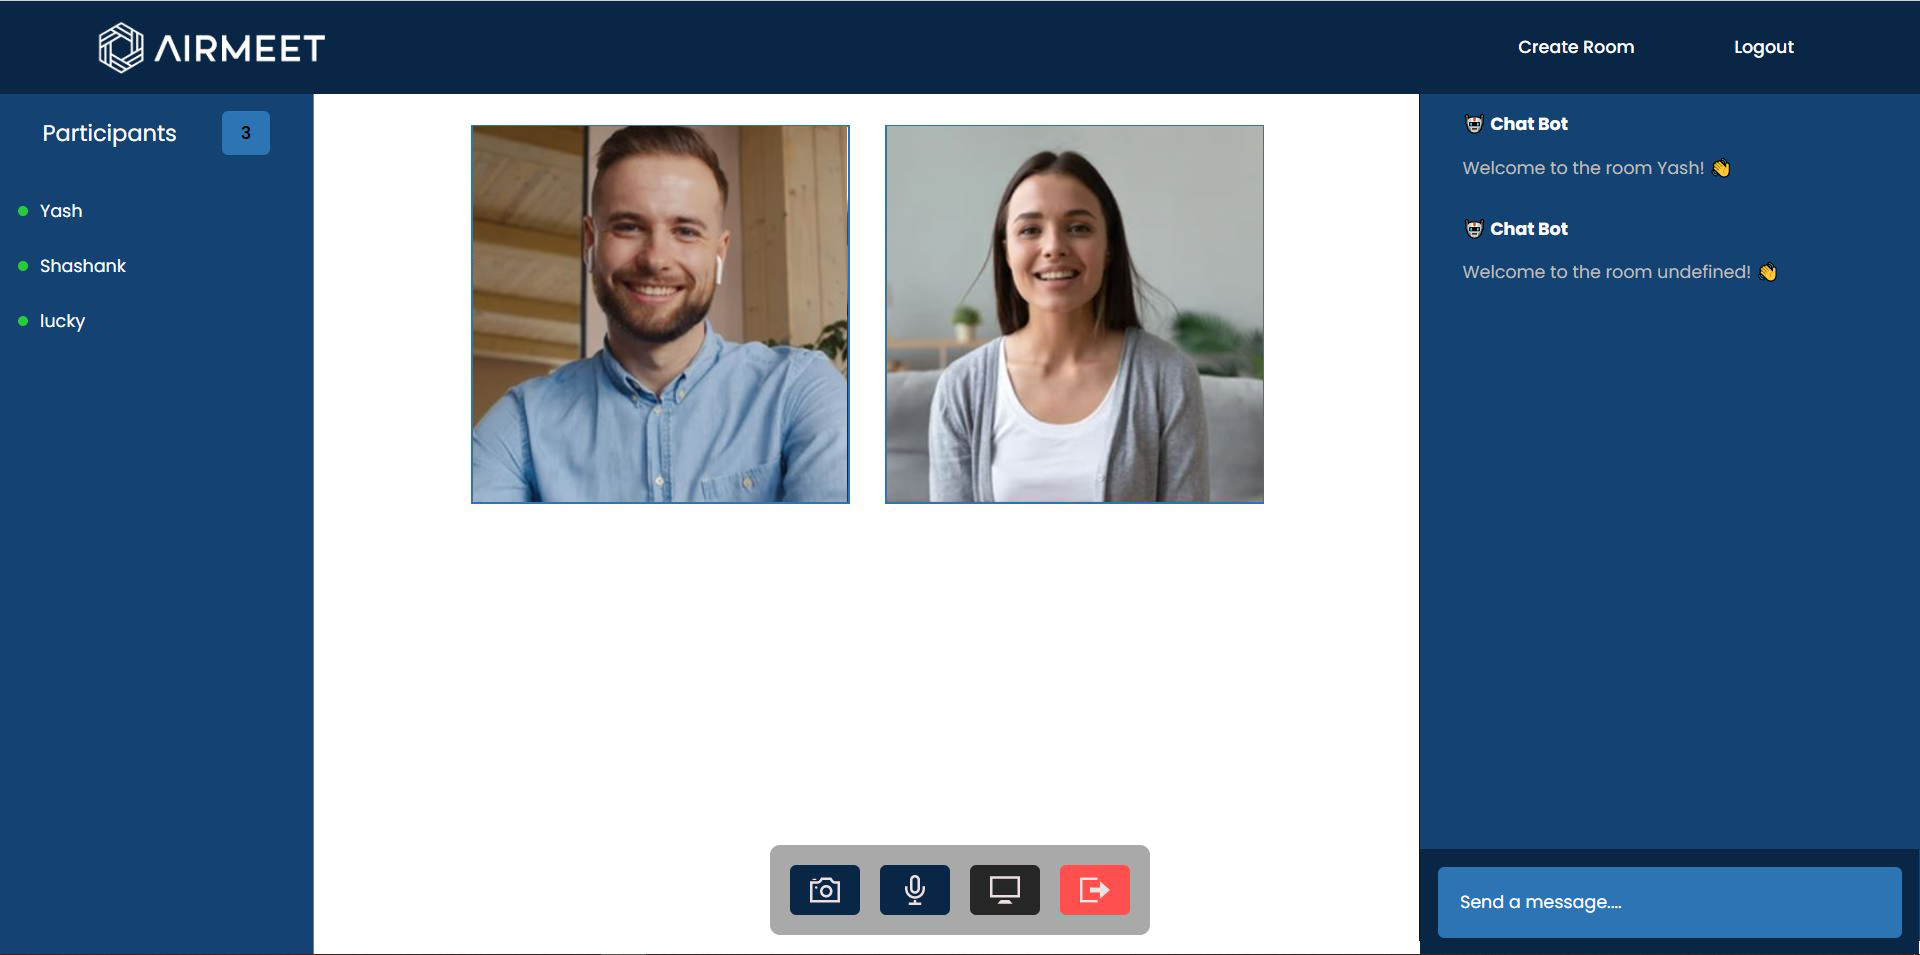 AIRMEET
Create Room
Logout
Participants
3
Yash
Shashank
lucky
Chat Bot
Welcome to the room Yash! 👋
Chat Bot
Welcome to the room undefined! 👋
Send a message....